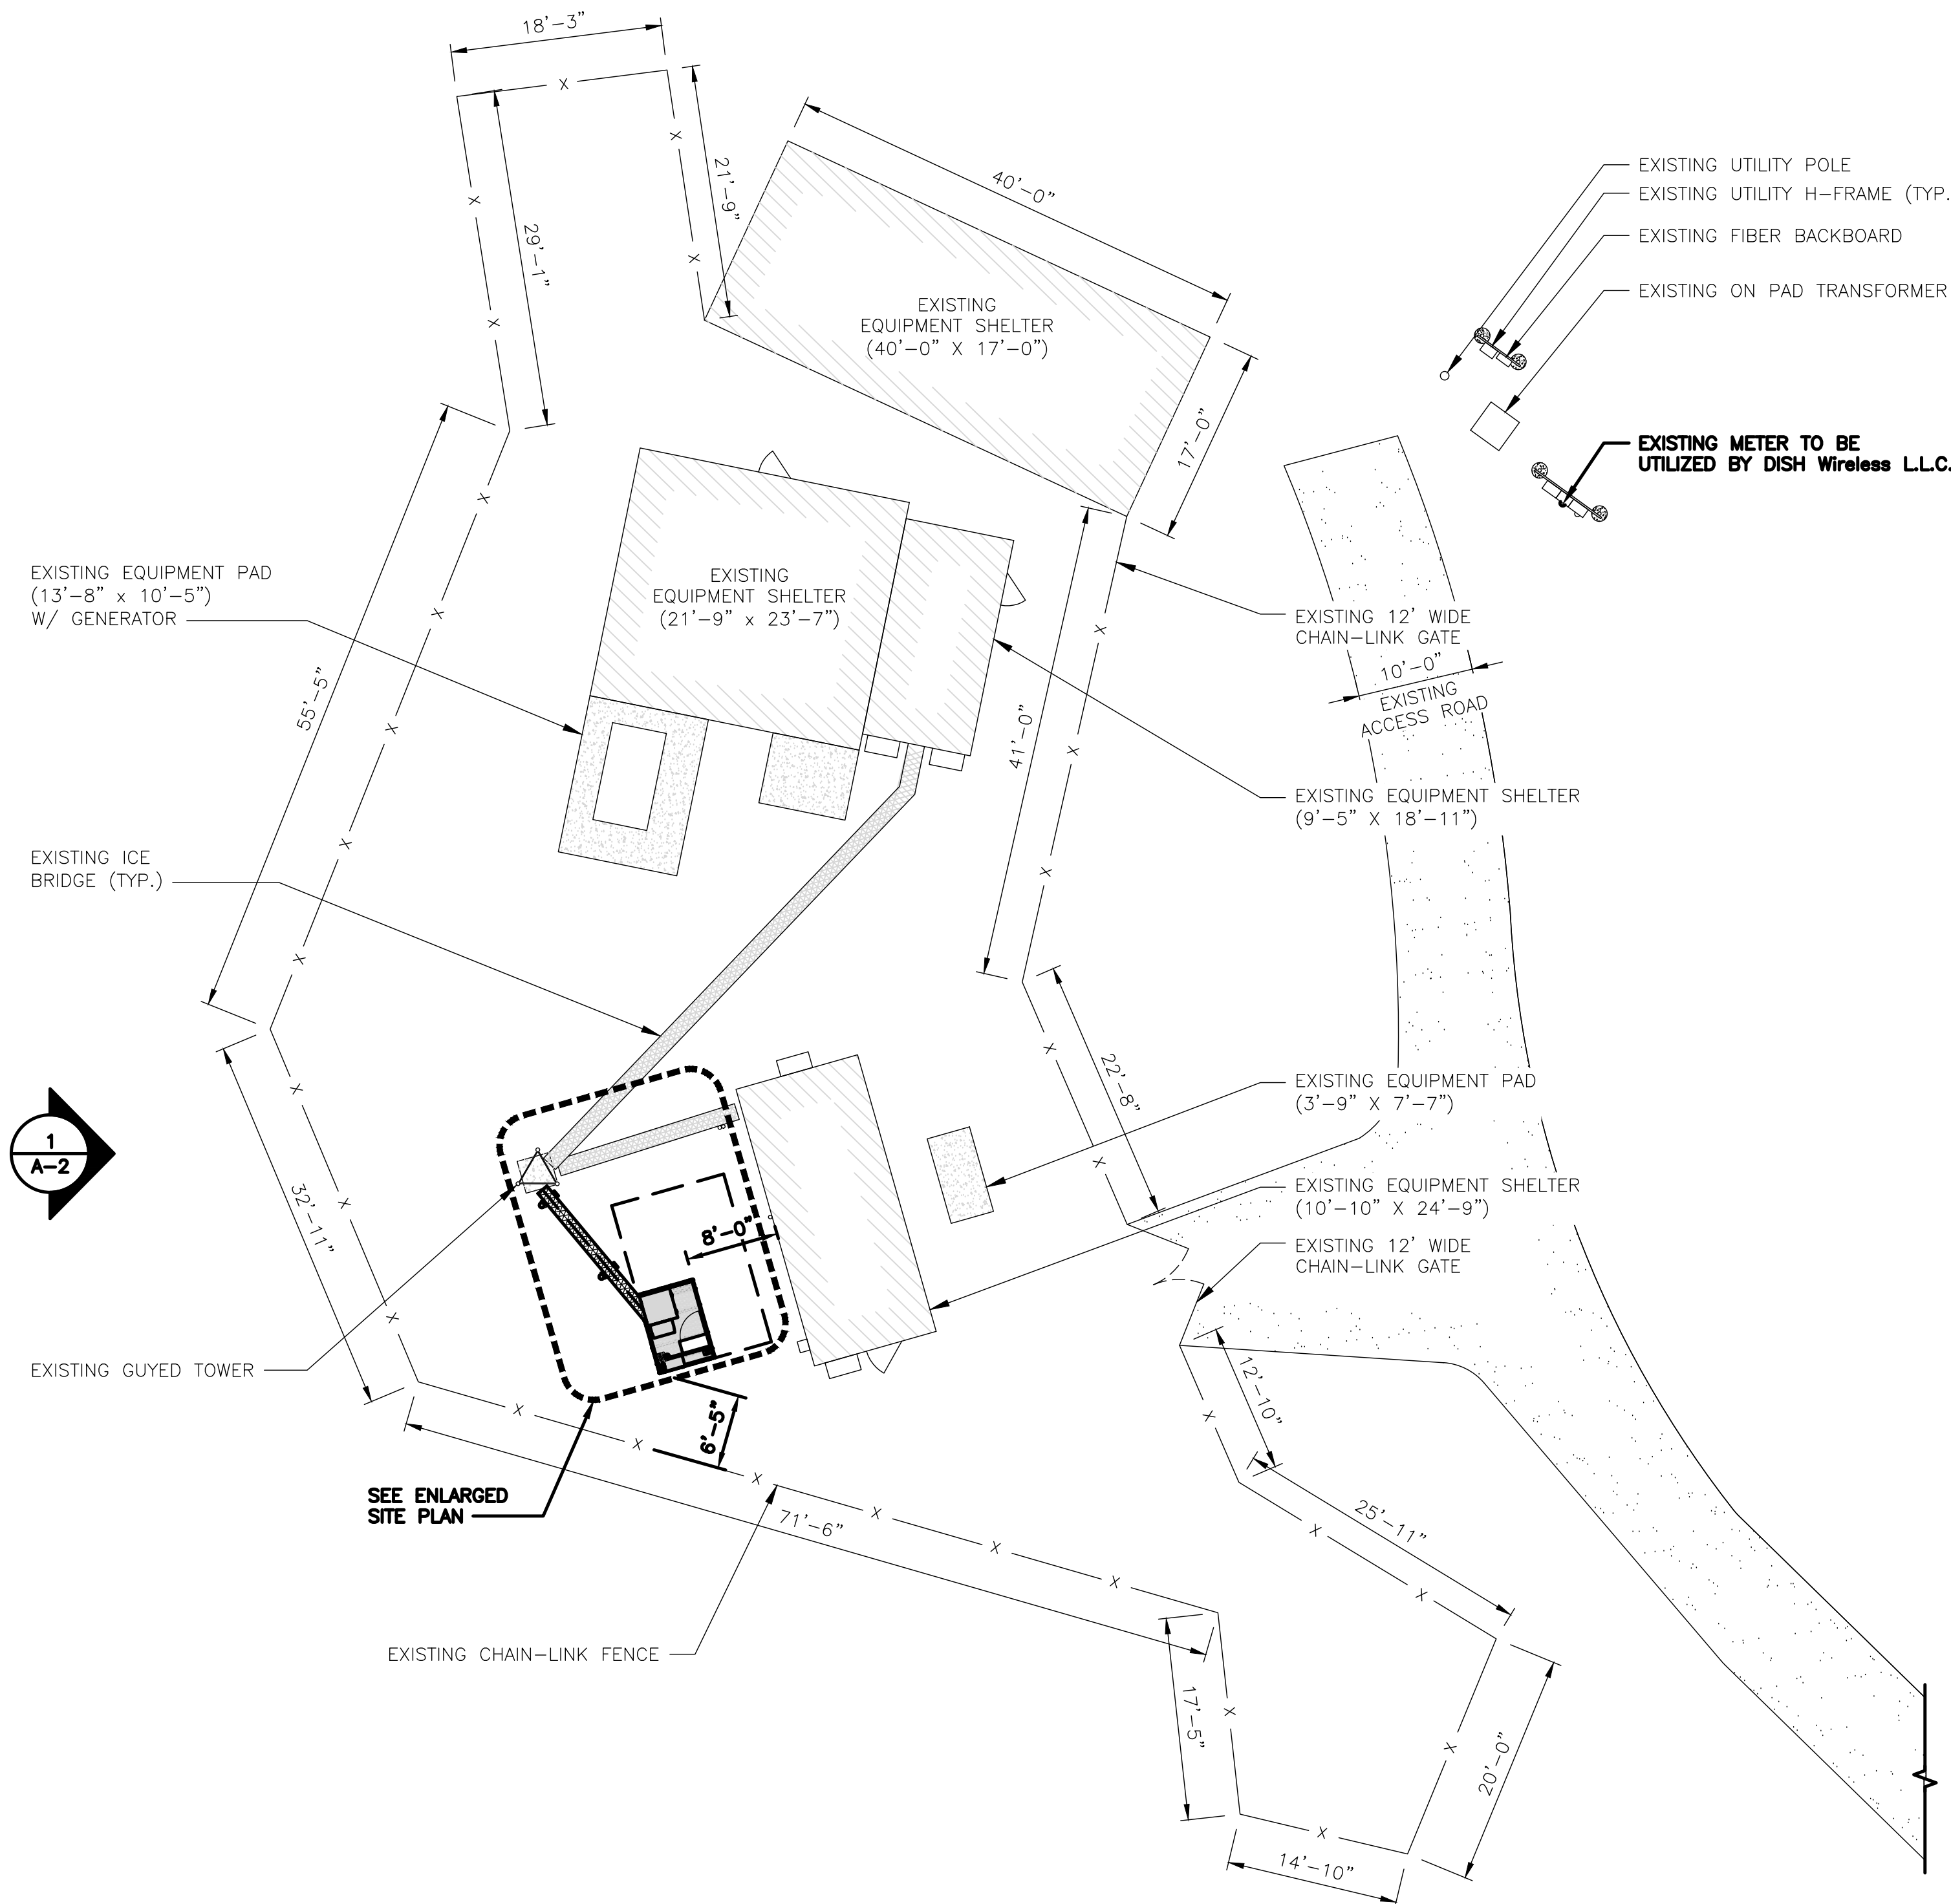 18'-3"
21'-9"
29'-1"
40'-0"
17'-0"
EXISTING
EQUIPMENT SHELTER
(40'-0" X 17'-0")
EXISTING UTILITY POLE
EXISTING UTILITY H-FRAME (TYP.
EXISTING FIBER BACKBOARD
EXISTING ON PAD TRANSFORMER
EXISTING METER TO BE
UTILIZED BY DISH Wireless L.L.C.
EXISTING EQUIPMENT PAD
(13'-8" x 10'-5")
W/ GENERATOR
EXISTING
EQUIPMENT SHELTER
(21'-9" x 23'-7")
EXISTING 12' WIDE
CHAIN-LINK GATE
10'-0"
EXISTING
ACCESS ROAD
55'-5"
41'-0"
EXISTING EQUIPMENT SHELTER
(9'-5" X 18'-11")
EXISTING ICE
BRIDGE (TYP.)
22'-8"
EXISTING EQUIPMENT PAD
(3'-9" X 7'-7")
1
A-2
32'-11"
8'-0"
EXISTING EQUIPMENT SHELTER
(10'-10" X 24'-9")
EXISTING 12' WIDE
CHAIN-LINK GATE
EXISTING GUYED TOWER
12'-10"
6'-5"
SEE ENLARGED
SITE PLAN
71'-6"
25'-11"
EXISTING CHAIN-LINK FENCE
17'-5"
20'-0"
14'-10"